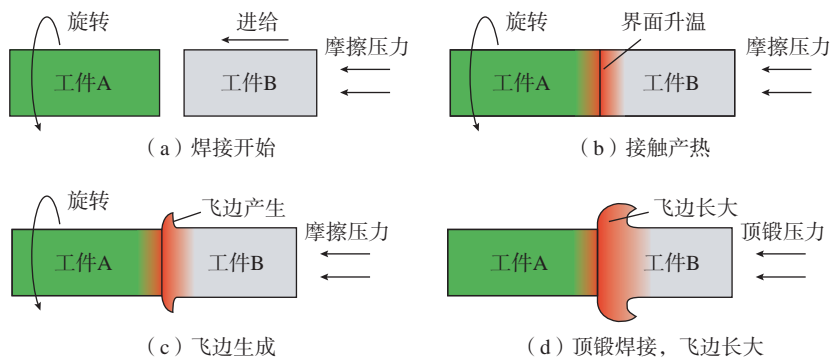 旋转
进给
摩擦压力
工件A
工件B
（a）焊接开始
旋转
界面升温
摩擦压力
工件A
工件B
（b）接触产热
旋转
飞边产生
摩擦压力
工件A
工件B
（c）飞边生成
飞边长大
顶锻压力
工件A
工件B
（d）顶锻焊接，飞边长大